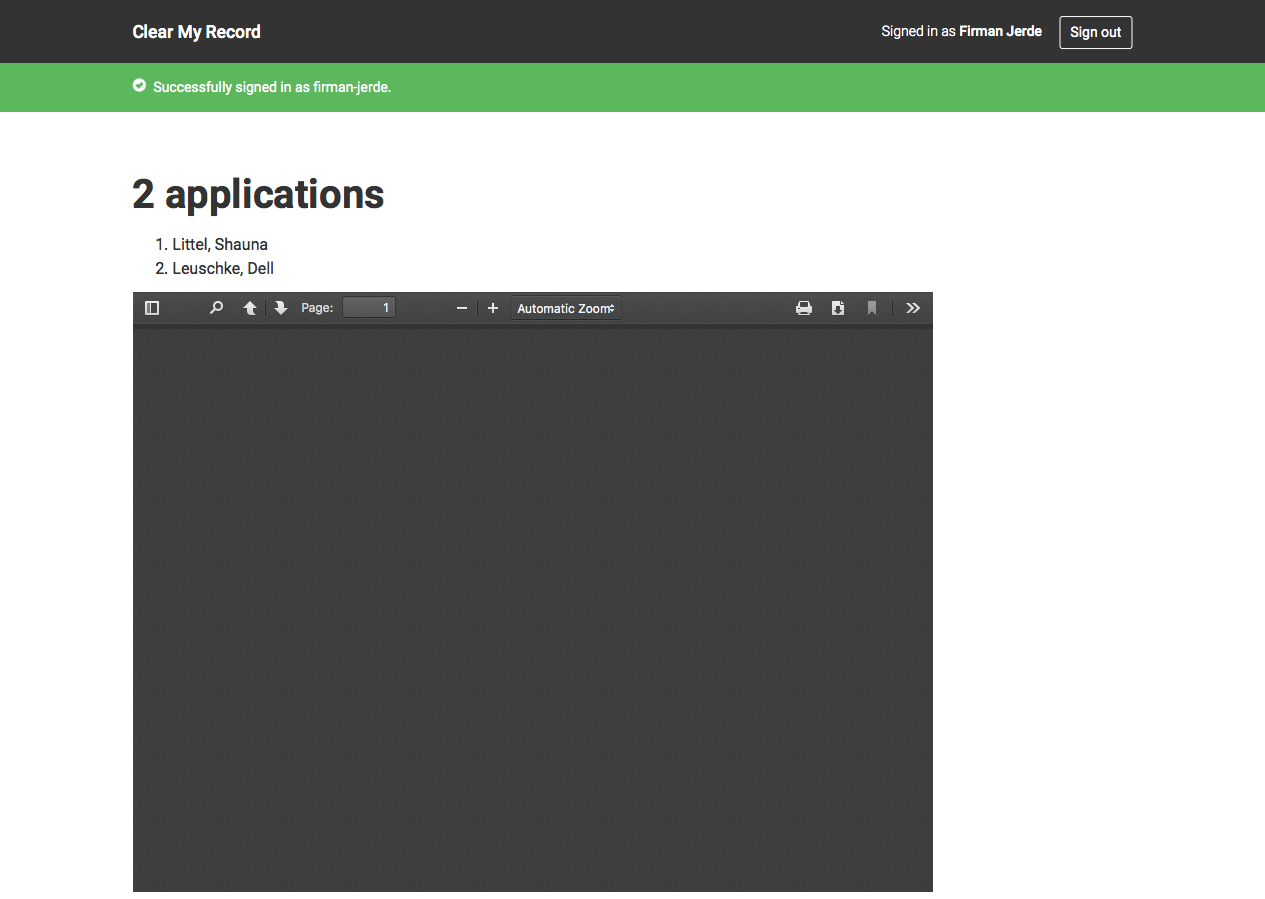 Clear My Record
Signed in as Firman Jerde
Sign out
Successfully signed in as firman-jerde.
2 applications
1. Littel, Shauna
2. Leuschke, Dell
Page: 1
Automatic Zoom